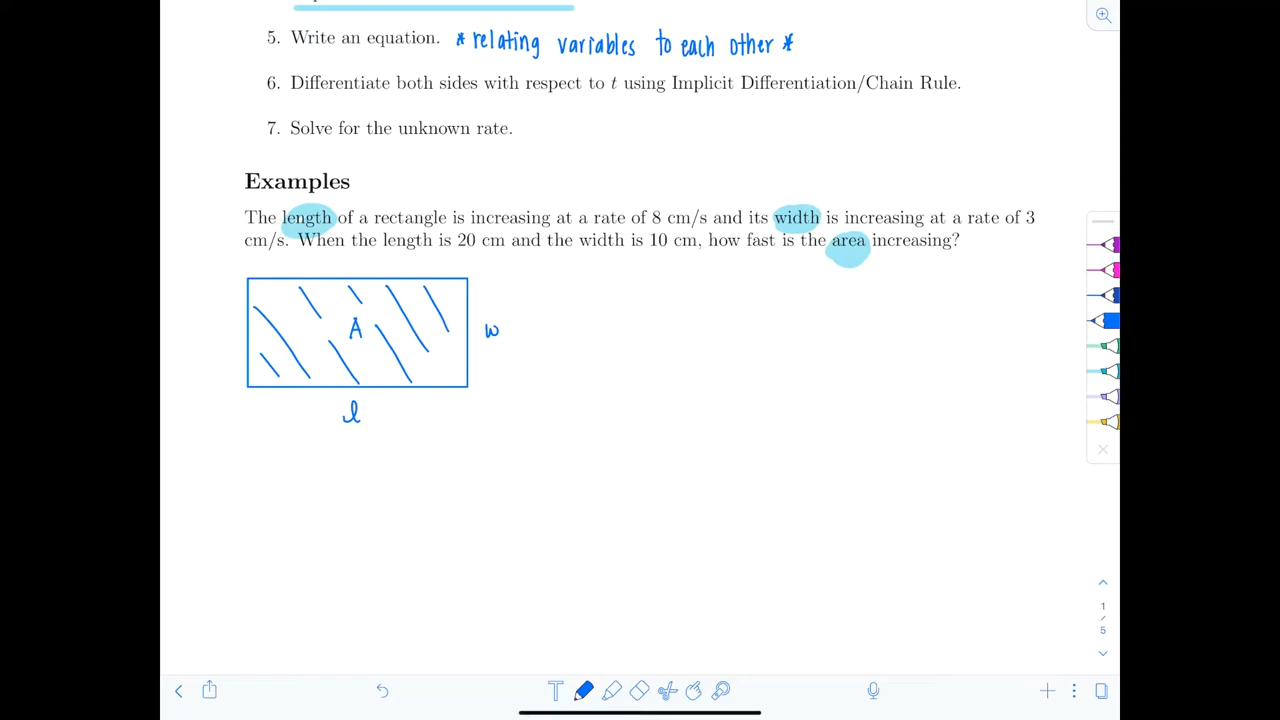 5. Write an equation. * relating variables to each other *
6. Differentiate both sides with respect to t using Implicit Differentiation/Chain Rule.
7. Solve for the unknown rate.
Examples
The length of a rectangle is increasing at a rate of 8 cm/s and its width is increasing at a rate of 3
cm/s. When the length is 20 cm and the width is 10 cm, how fast is the area increasing?
A
w
l
1
/
5
T